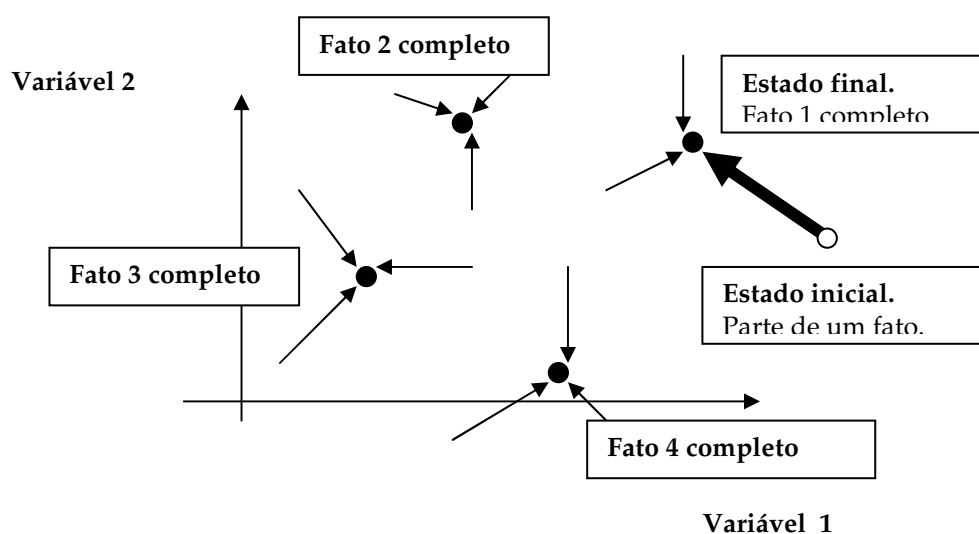 Fato 2 completo
Variável 2
Estado final.
Fato 1 completo
Fato 3 completo
Estado inicial.
Parte de um fato.
Fato 4 completo
Variável 1